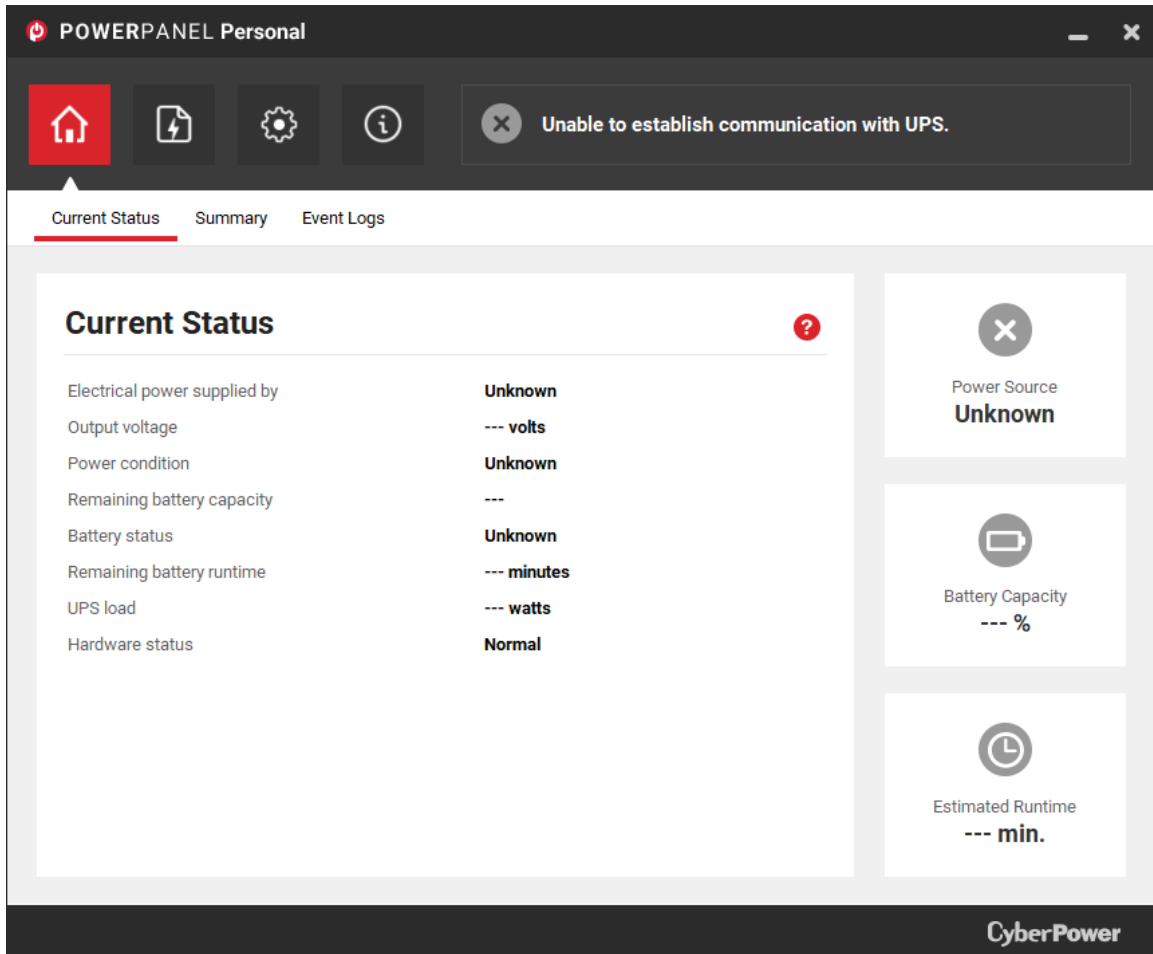 POWERPANEL Personal
Unable to establish communication with UPS.
Current Status Summary Event Logs
Current Status ?
Electrical power supplied by Unknown
Output voltage --- volts
Power condition Unknown
Remaining battery capacity ---
Battery status Unknown
Remaining battery runtime --- minutes
UPS load --- watts
Hardware status Normal
Power Source
Unknown
Battery Capacity
--- %
Estimated Runtime
--- min.
CyberPower